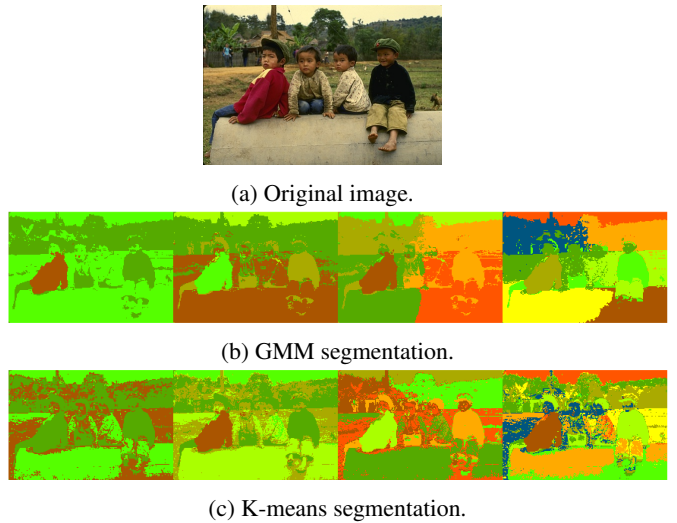 (a) Original image.
(b) GMM segmentation.
(c) K-means segmentation.